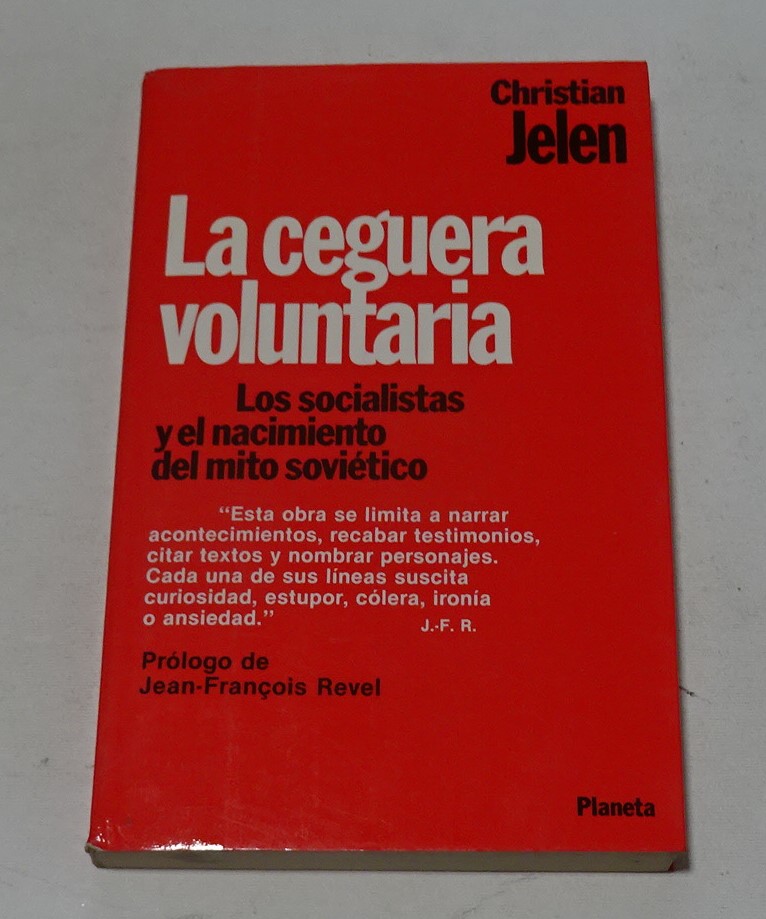 Christian
Jelen
La ceguera
voluntaria
Los socialistas
y el nacimiento
del mito soviético
"Esta obra se limita a narrar
acontecimientos, recabar testimonios,
citar textos y nombrar personajes.
Cada una de sus líneas suscita
curiosidad, estupor, cólera, ironía
o ansiedad."
J.-F. R.
Prólogo de
Jean-François Revel
Planeta